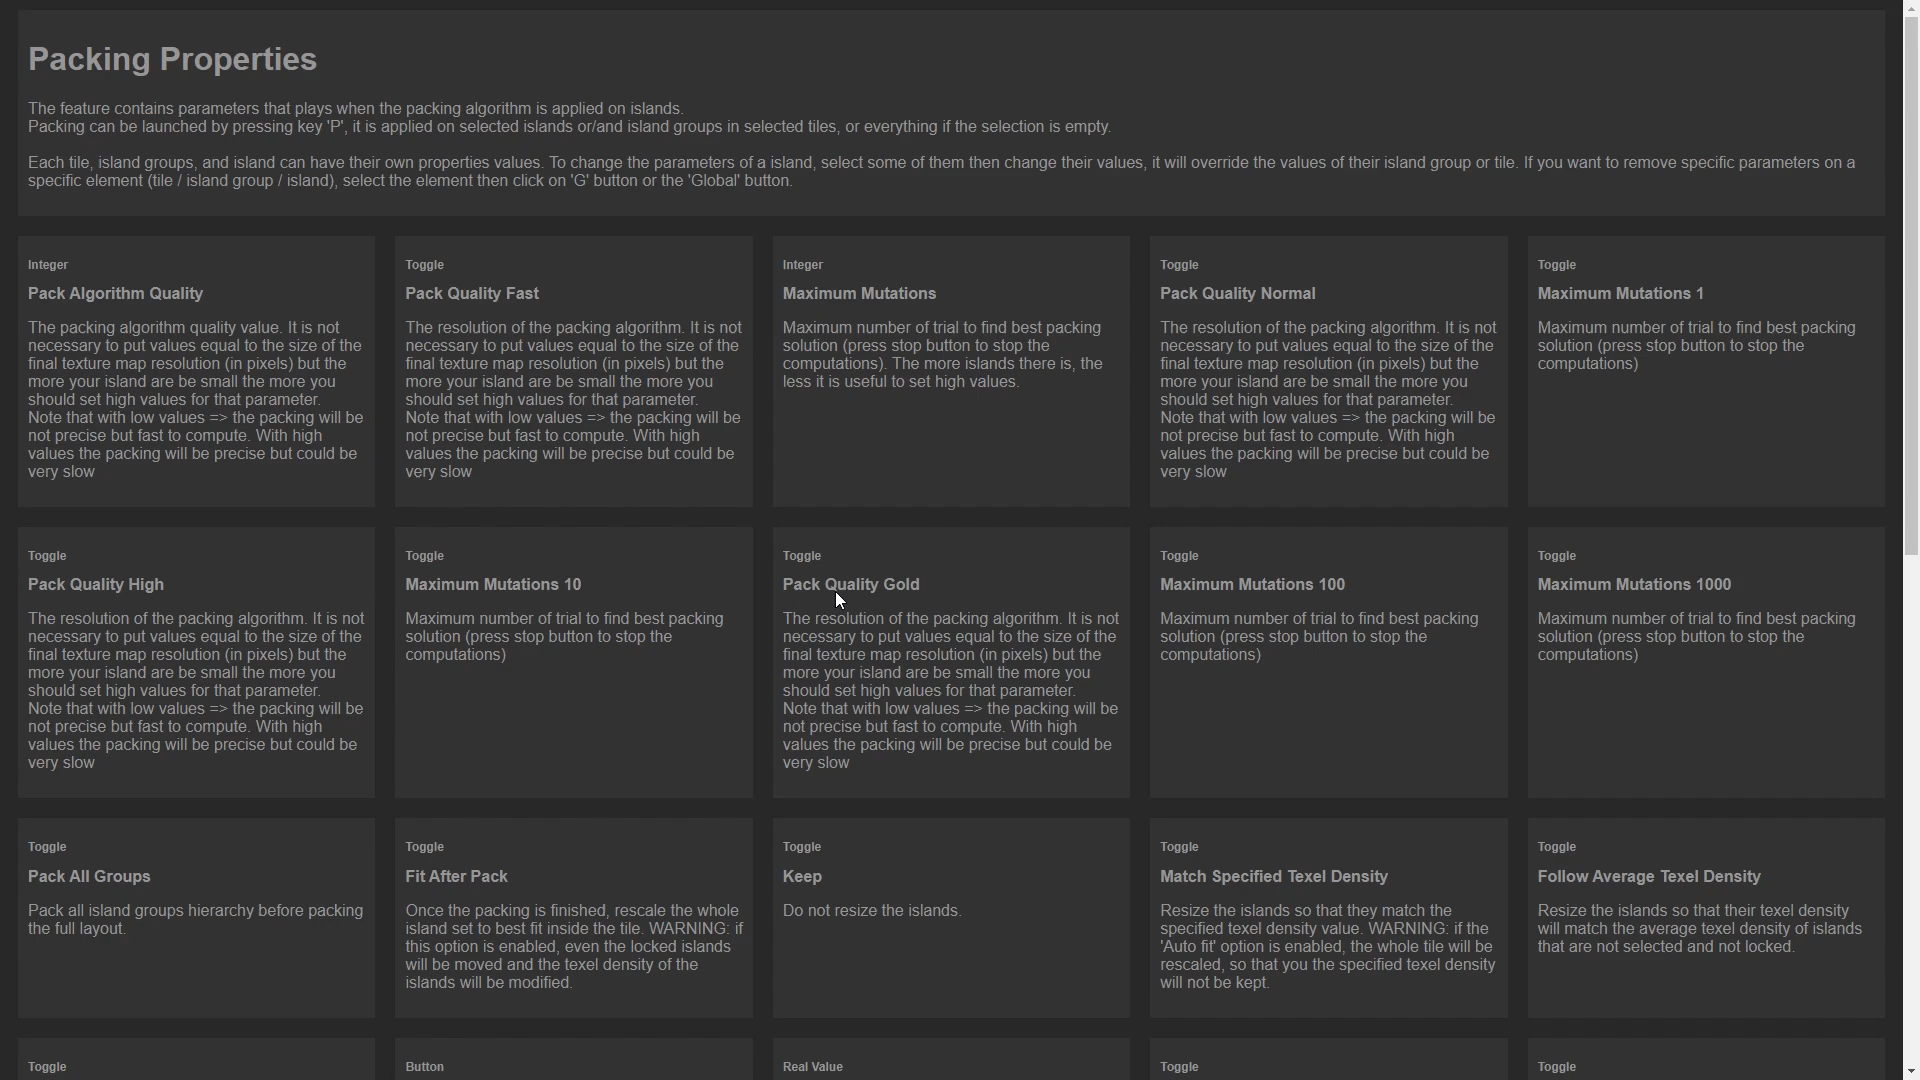 Packing Properties
The feature contains parameters that plays when the packing algorithm is applied on islands.
Packing can be launched by pressing key 'P', it is applied on selected islands or/and island groups in selected tiles, or everything if the selection is empty.
Each tile, island groups, and island can have their own properties values. To change the parameters of a island, select some of them then change their values, it will override the values of their island group or tile. If you want to remove specific parameters on a
specific element (tile / island group / island), select the element then click on 'G' button or the 'Global' button.
Integer
Pack Algorithm Quality
The packing algorithm quality value. It is not
necessary to put values equal to the size of the
final texture map resolution (in pixels) but the
more your island are be small the more you
should set high values for that parameter.
Note that with low values => the packing will be
not precise but fast to compute. With high
values the packing will be precise but could be
very slow
Toggle
Pack Quality Fast
The resolution of the packing algorithm. It is not
necessary to put values equal to the size of the
final texture map resolution (in pixels) but the
more your island are be small the more you
should set high values for that parameter.
Note that with low values => the packing will be
not precise but fast to compute. With high
values the packing will be precise but could be
very slow
Integer
Maximum Mutations
Maximum number of trial to find best packing
solution (press stop button to stop the
computations). The more islands there is, the
less it is useful to set high values.
Toggle
Pack Quality Normal
The resolution of the packing algorithm. It is not
necessary to put values equal to the size of the
final texture map resolution (in pixels) but the
more your island are be small the more you
should set high values for that parameter.
Note that with low values => the packing will be
not precise but fast to compute. With high
values the packing will be precise but could be
very slow
Toggle
Maximum Mutations 1
Maximum number of trial to find best packing
solution (press stop button to stop the
computations)
Toggle
Pack Quality High
The resolution of the packing algorithm. It is not
necessary to put values equal to the size of the
final texture map resolution (in pixels) but the
more your island are be small the more you
should set high values for that parameter.
Note that with low values => the packing will be
not precise but fast to compute. With high
values the packing will be precise but could be
very slow
Toggle
Maximum Mutations 10
Maximum number of trial to find best packing
solution (press stop button to stop the
computations)
Toggle
Pack Quality Gold
The resolution of the packing algorithm. It is not
necessary to put values equal to the size of the
final texture map resolution (in pixels) but the
more your island are be small the more you
should set high values for that parameter.
Note that with low values => the packing will be
not precise but fast to compute. With high
values the packing will be precise but could be
very slow
Toggle
Maximum Mutations 100
Maximum number of trial to find best packing
solution (press stop button to stop the
computations)
Toggle
Maximum Mutations 1000
Maximum number of trial to find best packing
solution (press stop button to stop the
computations)
Toggle
Pack All Groups
Pack all island groups hierarchy before packing
the full layout.
Toggle
Fit After Pack
Once the packing is finished, rescale the whole
island set to best fit inside the tile. WARNING: if
this option is enabled, even the locked islands
will be moved and the texel density of the
islands will be modified.
Toggle
Keep
Do not resize the islands.
Toggle
Match Specified Texel Density
Resize the islands so that they match the
specified texel density value. WARNING: if the
'Auto fit' option is enabled, the whole tile will be
rescaled, so that you the specified texel density
will not be kept.
Toggle
Follow Average Texel Density
Resize the islands so that their texel density
will match the average texel density of islands
that are not selected and not locked.
Toggle
Button
Real Value
Toggle
Toggle